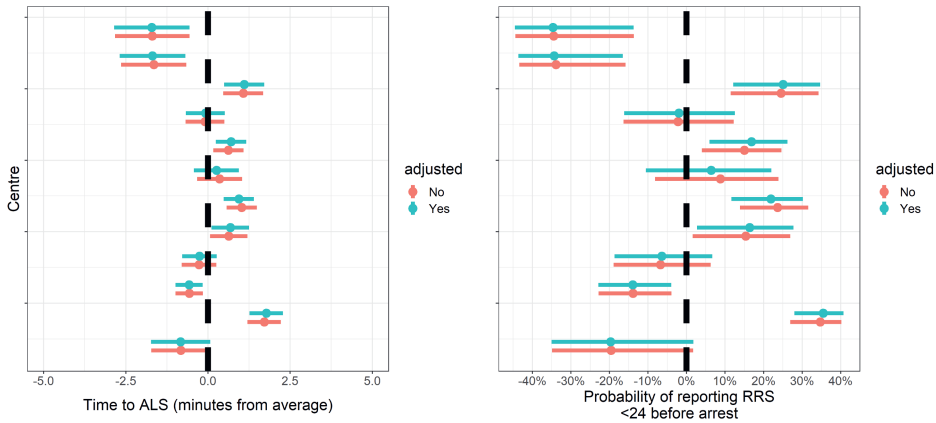 Centre
-5.0 -2.5 0.0 2.5 5.0
Time to ALS (minutes from average)
adjusted
No
Yes
-40% -30% -20% -10% 0% 10% 20% 30% 40%
Probability of reporting RRS
<24 before arrest
adjusted
No
Yes